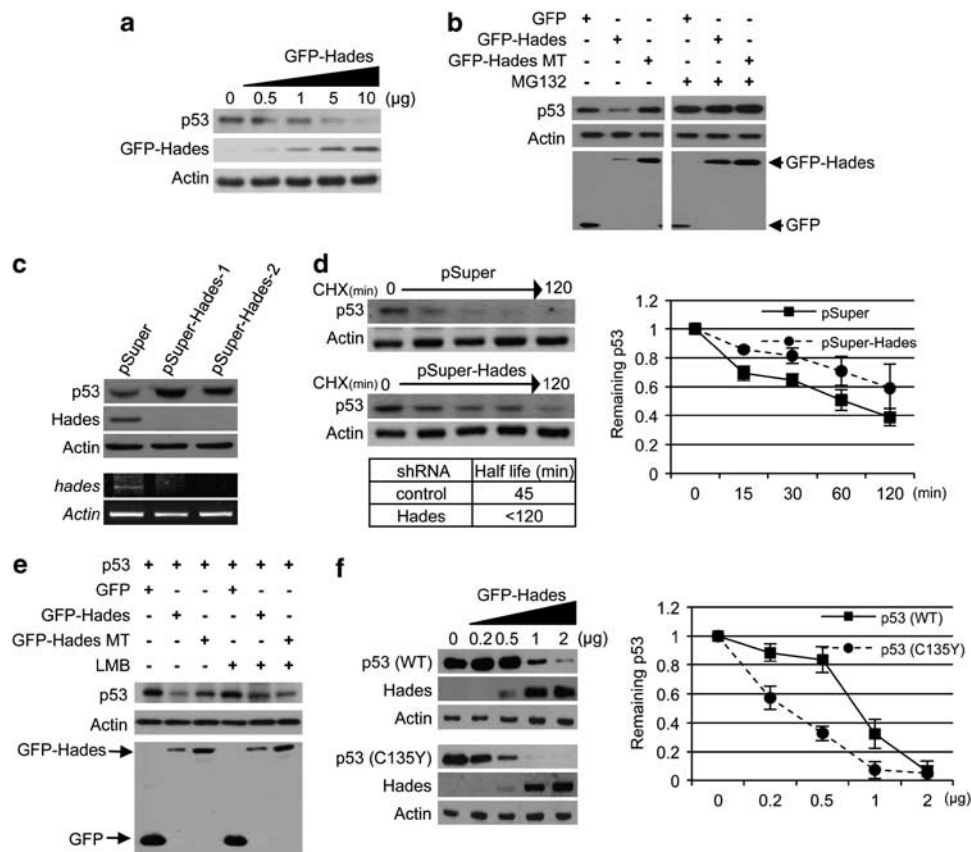 a
GFP-Hades
0 0.5 1 5 10 (µg)
p53
GFP-Hades
Actin
b
GFP + - - + - -
GFP-Hades - + - - + -
GFP-Hades MT - - + - - +
MG132 - - - + + +
p53
Actin
GFP-Hades
GFP
c
pSuper
pSuper-Hades-1
pSuper-Hades-2
p53
Hades
Actin
hades
Actin
d
pSuper
CHX(min) 0 120
p53
Actin
pSuper-Hades
CHX(min) 0 120
p53
Actin
shRNA Half life (min)
control 45
Hades <120
Remaining p53
1.2
1
0.8
0.6
0.4
0.2
0
pSuper
pSuper-Hades
0 15 30 60 120 (min)
e
p53 + + + + + +
GFP + - - + - -
GFP-Hades - + - - + -
GFP-Hades MT - - + - - +
LMB - - - + + +
p53
Actin
GFP-Hades
GFP
f
GFP-Hades
0 0.2 0.5 1 2 (µg)
p53 (WT)
Hades
Actin
p53 (C135Y)
Hades
Actin
Remaining p53
1.2
1
0.8
0.6
0.4
0.2
0
p53 (WT)
p53 (C135Y)
0 0.2 0.5 1 2 (µg)